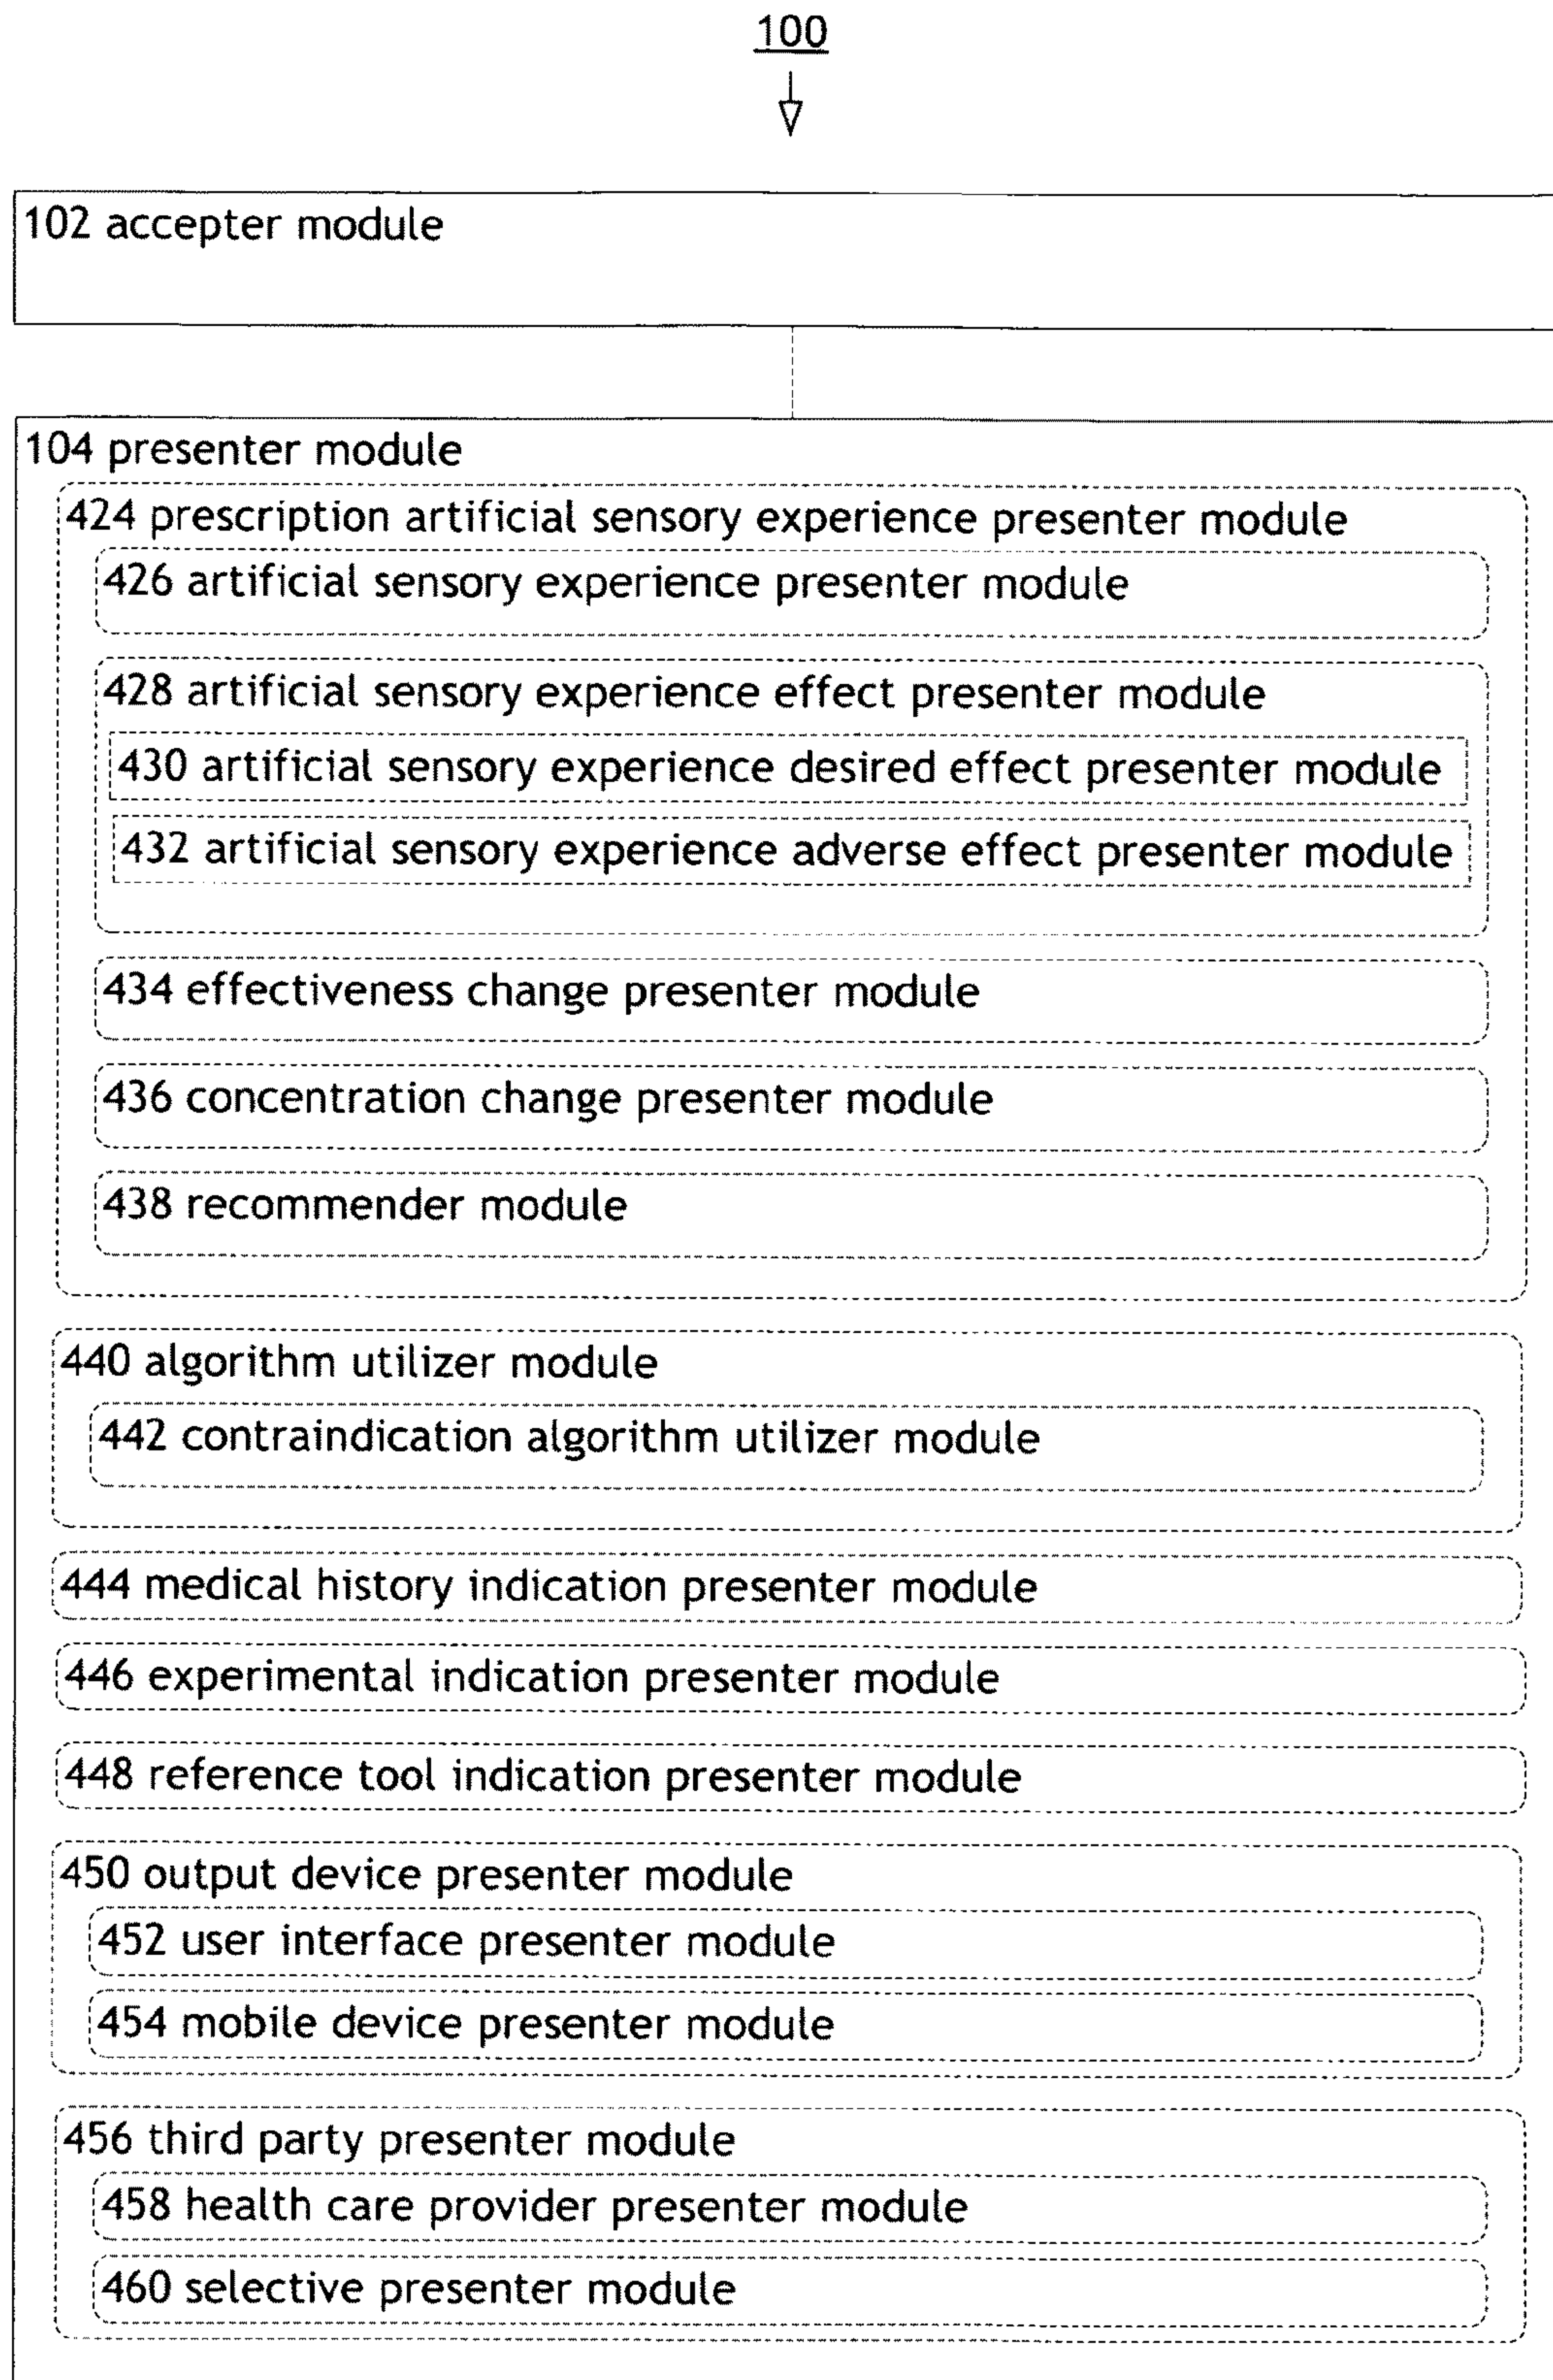 100
102 accepter module
104 presenter module
424 prescription artificial sensory experience presenter module
426 artificial sensory experience presenter module
428 artificial sensory experience effect presenter module
430 artificial sensory experience desired effect presenter module
432 artificial sensory experience adverse effect presenter module
434 effectiveness change presenter module
436 concentration change presenter module
438 recommender module
440 algorithm utilizer module
442 contraindication algorithm utilizer module
444 medical history indication presenter module
446 experimental indication presenter module
448 reference tool indication presenter module
450 output device presenter module
452 user interface presenter module
454 mobile device presenter module
456 third party presenter module
458 health care provider presenter module
460 selective presenter module